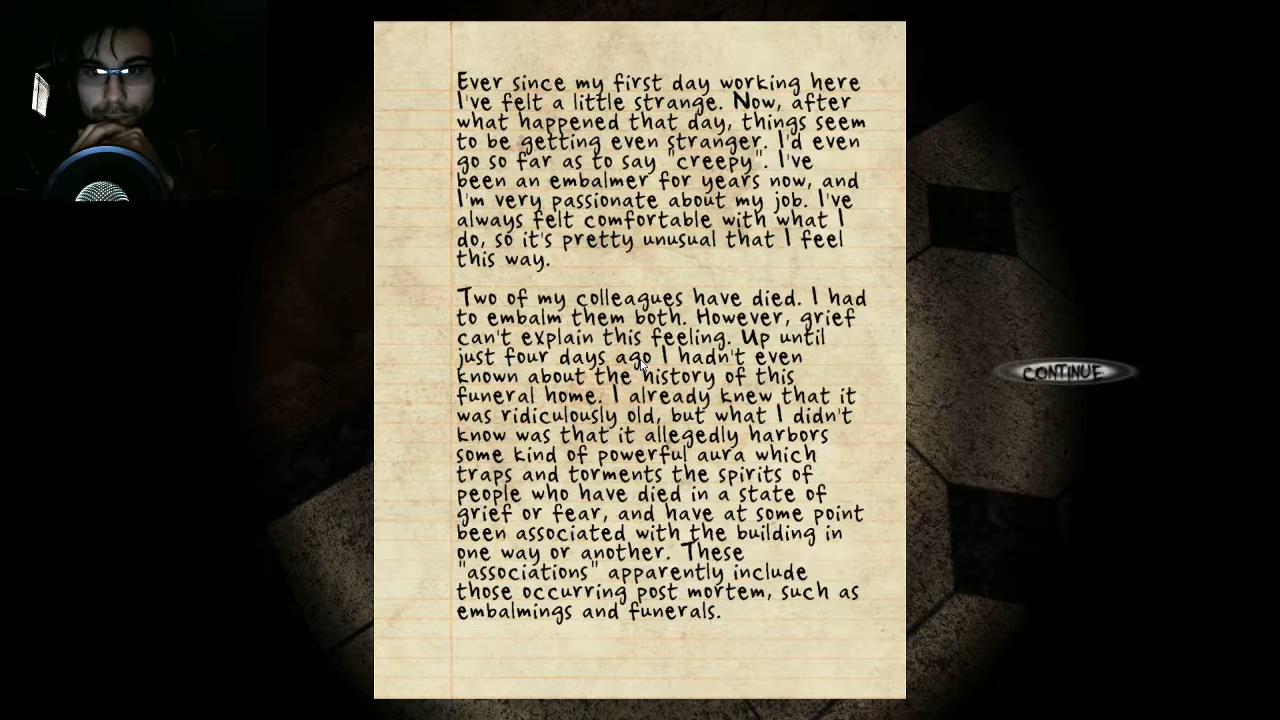 Ever since my first day working here
I've felt a little strange. Now, after
what happened that day, things seem
to be getting even stranger. I'd even
go so far as to say "creepy". I've
been an embalmer for years now, and
I'm very passionate about my job. I've
always felt comfortable with what I
do, so it's pretty unusual that I feel
this way.
Two of my colleagues have died. I had
to embalm them both. However, grief
can't explain this feeling. Up until
just four days ago I hadn't even
known about the history of this
funeral home. I already knew that it
was ridiculously old, but what I didn't
know was that it allegedly harbors
some kind of powerful aura which
traps and torments the spirits of
people who have died in a state of
grief or fear, and have at some point
been associated with the building in
one way or another. These
"associations" apparently include
those occurring post mortem, such as
embalmings and funerals.
CONTINUE